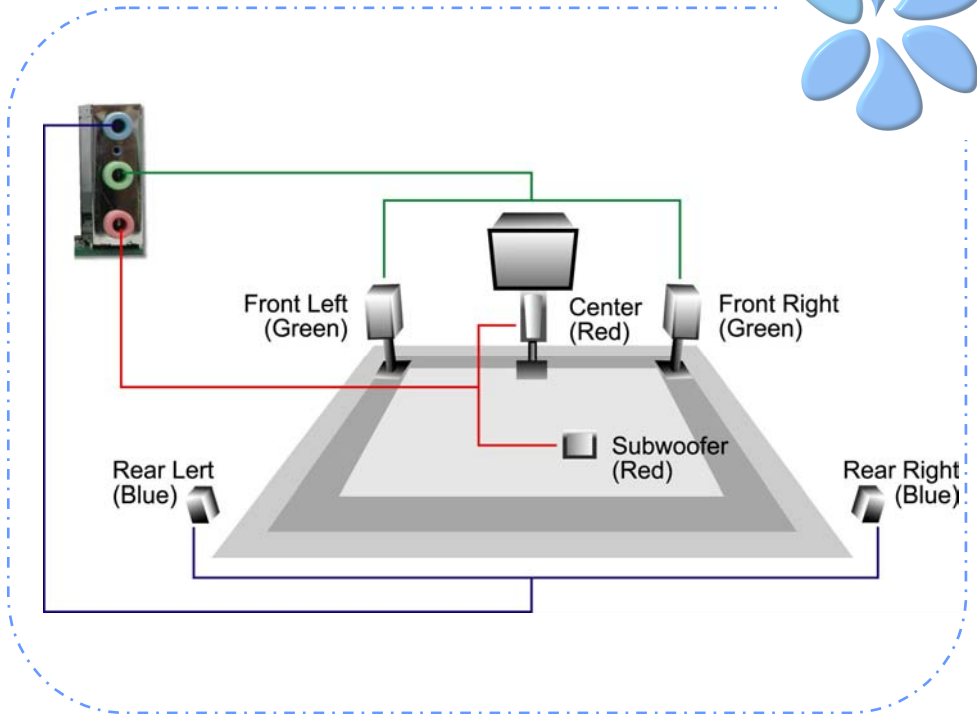 Front Left
(Green)
Center
(Red)
Front Right
(Green)
Subwoofer
(Red)
Rear Lert
(Blue)
Rear Right
(Blue)